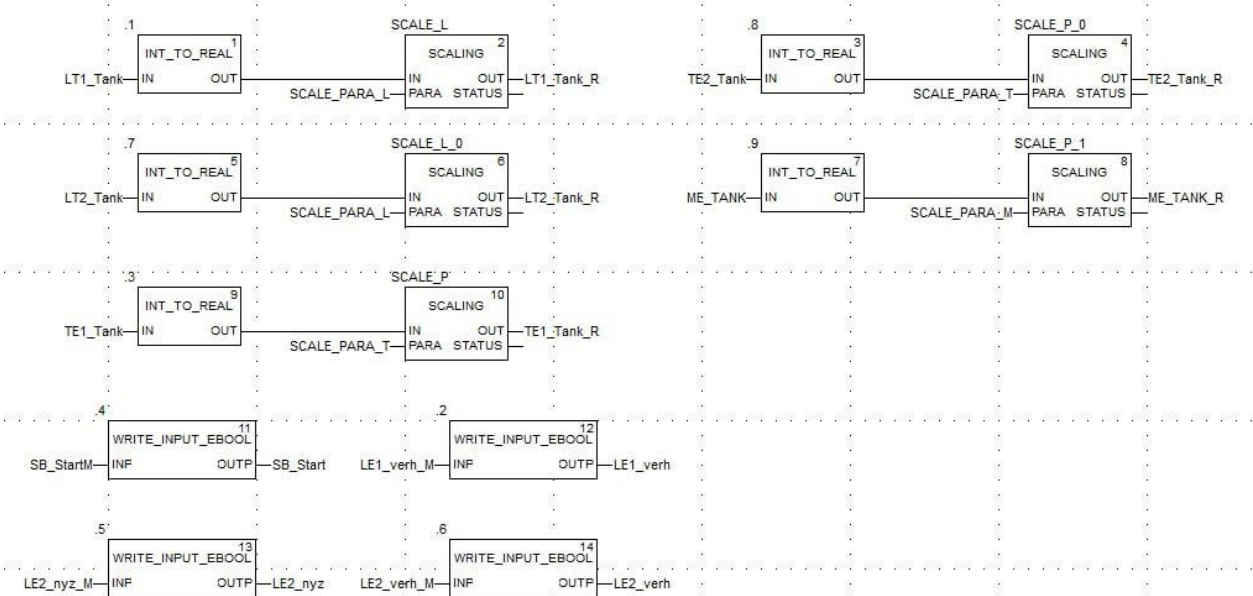 .1 SCALE_L .8 SCALE_P_0
1 2 3 4
INT_TO_REAL SCALING INT_TO_REAL SCALING
LT1_Tank IN OUT IN OUT LT1_Tank_R TE2_Tank IN OUT IN OUT TE2_Tank_R
SCALE_PARA_L PARA STATUS SCALE_PARA_T PARA STATUS
.7 SCALE_L_0 .9 SCALE_P_1
5 6 7 8
INT_TO_REAL SCALING INT_TO_REAL SCALING
LT2_Tank IN OUT IN OUT LT2_Tank_R ME_TANK IN OUT IN OUT ME_TANK_R
SCALE_PARA_L PARA STATUS SCALE_PARA_M PARA STATUS
.3 SCALE_P
9 10
INT_TO_REAL SCALING
TE1_Tank IN OUT IN OUT TE1_Tank_R
SCALE_PARA_T PARA STATUS
.4 .2
11 12
WRITE_INPUT_EBOOL WRITE_INPUT_EBOOL
SB_StartM INP OUTP SB_Start LE1_verh_M INP OUTP LE1_verh
.5 .6
13 14
WRITE_INPUT_EBOOL WRITE_INPUT_EBOOL
LE2_nyz_M INP OUTP LE2_nyz LE2_verh_M INP OUTP LE2_verh